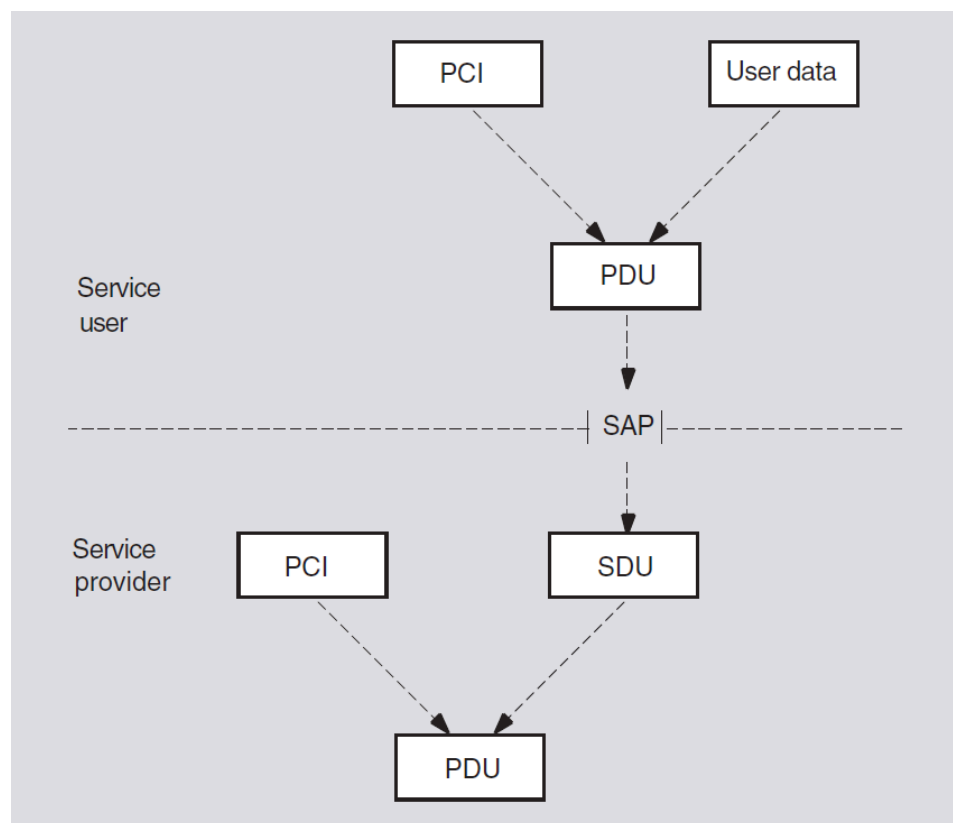 PCI
User data
PDU
Service
user
SAP
Service
provider
PCI
SDU
PDU